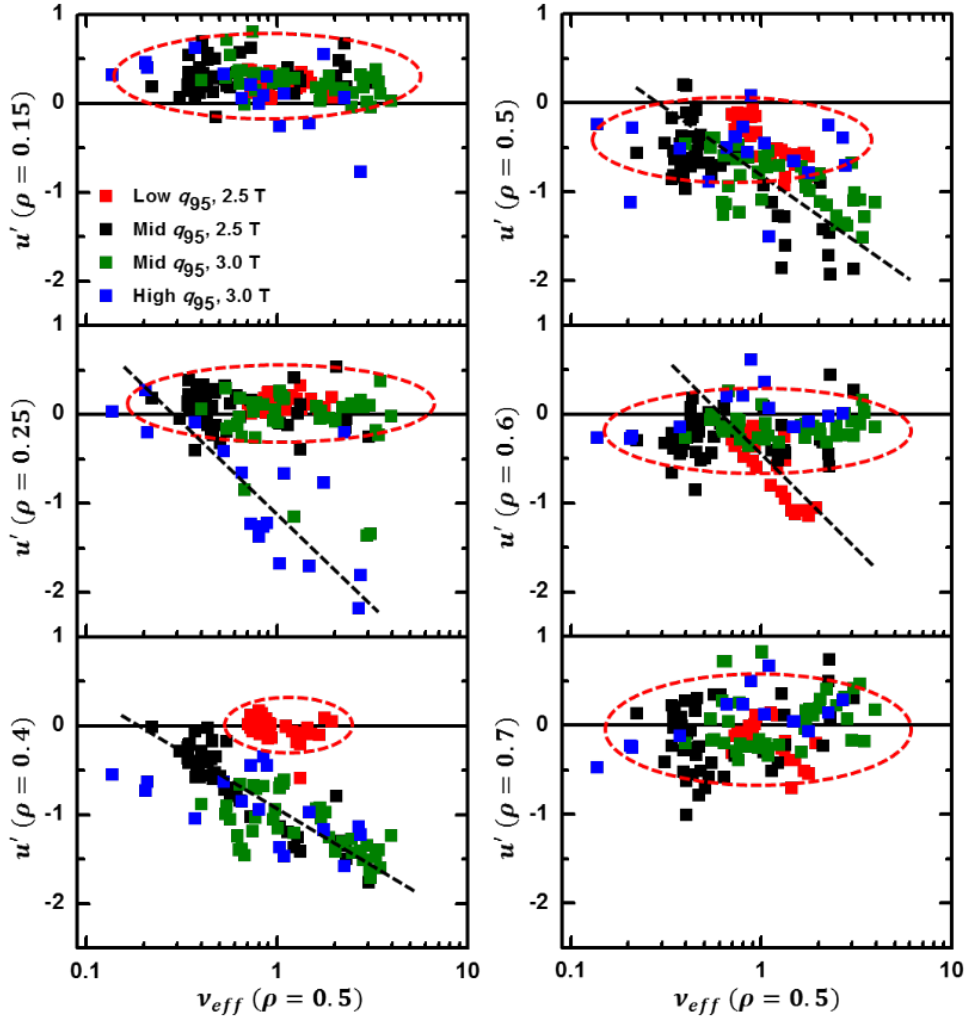 1
0
-1
-2
u′ (ρ = 0.15)
Low q95, 2.5 T
Mid q95, 2.5 T
Mid q95, 3.0 T
High q95, 3.0 T
1
0
-1
-2
u′ (ρ = 0.25)
1
0
-1
-2
u′ (ρ = 0.4)
0.1
1
10
νeff (ρ = 0.5)
1
0
-1
-2
u′ (ρ = 0.5)
1
0
-1
-2
u′ (ρ = 0.6)
1
0
-1
-2
u′ (ρ = 0.7)
0.1
1
10
νeff (ρ = 0.5)